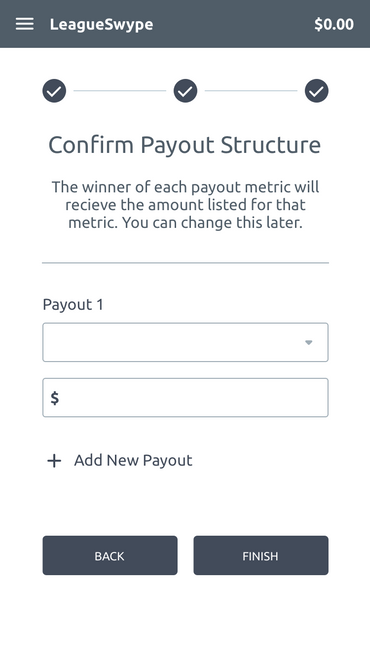 LeagueSwype
$0.00
Confirm Payout Structure
The winner of each payout metric will
recieve the amount listed for that
metric. You can change this later.
Payout 1
$
+ Add New Payout
BACK
FINISH